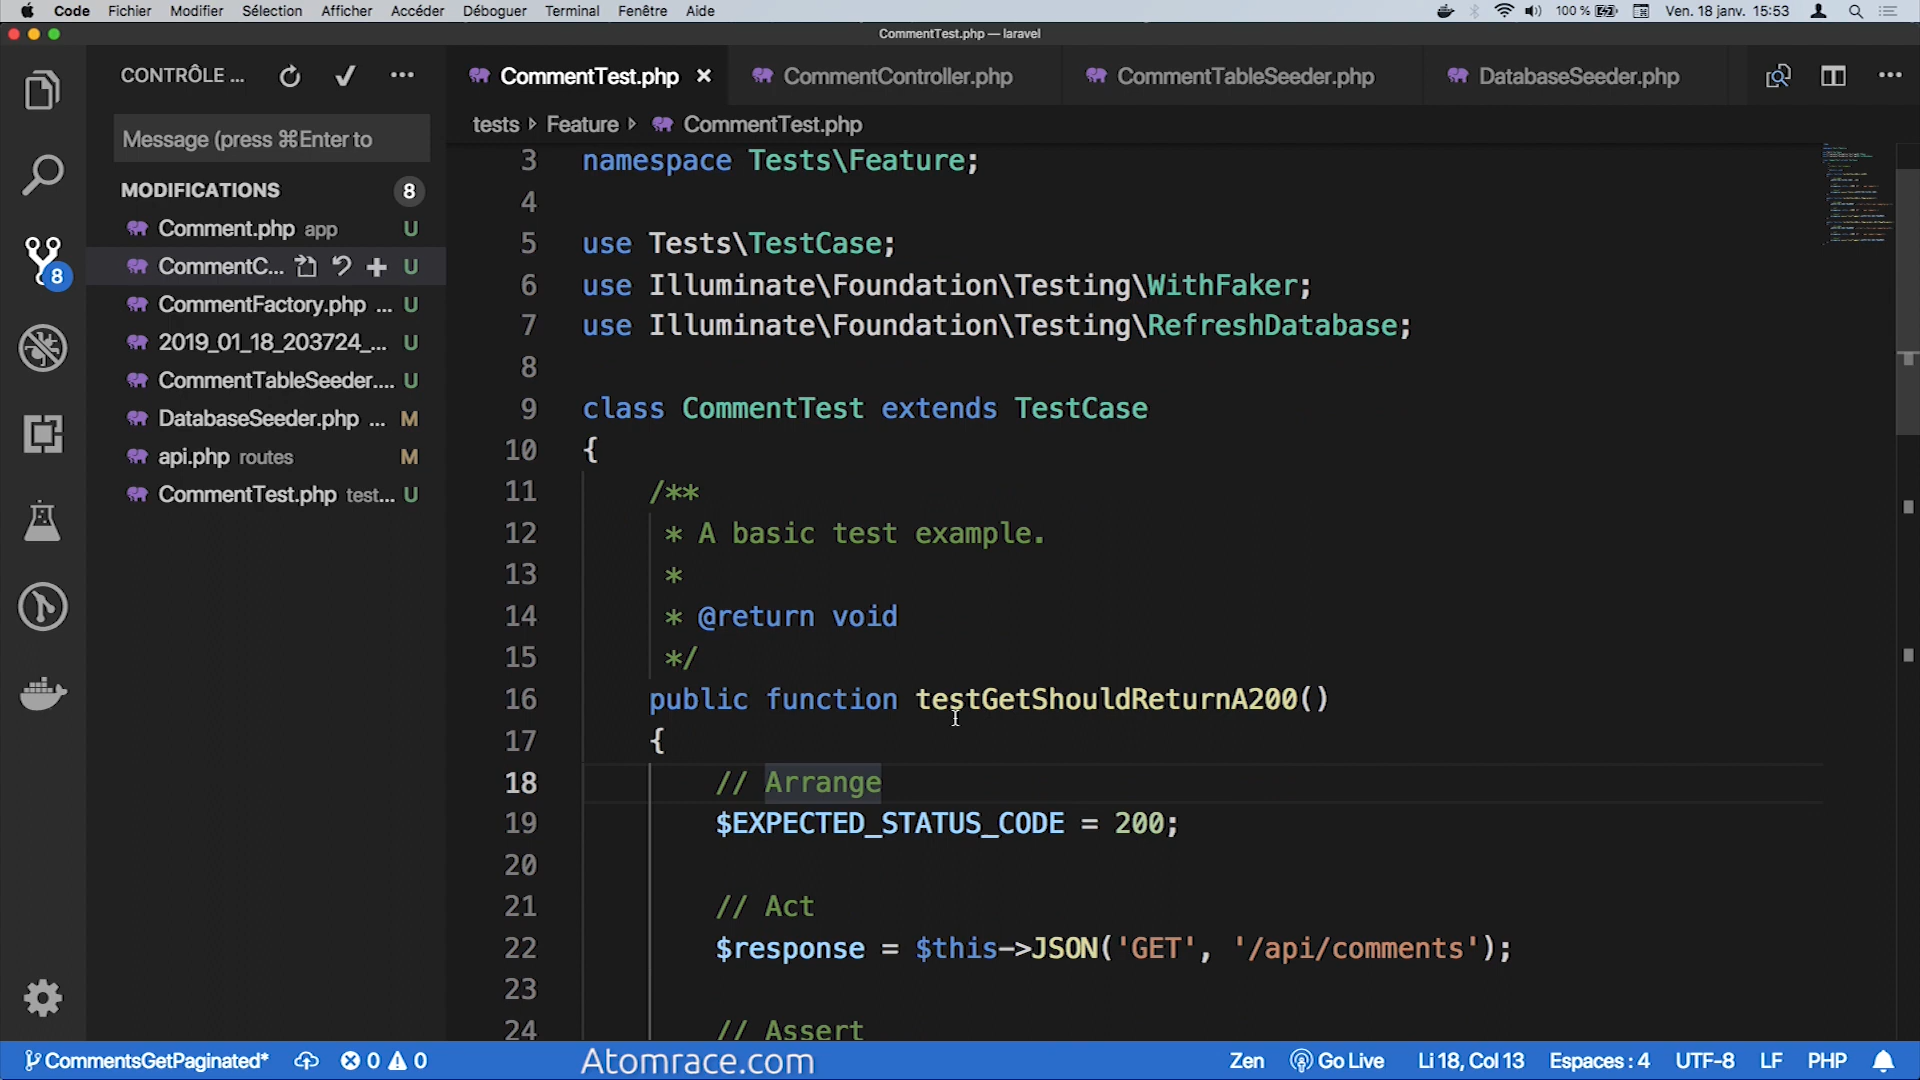 Code Fichier Modifier Sélection Afficher Accéder Déboguer Terminal Fenêtre Aide 100 % Ven. 18 janv. 15:53
CommentTest.php — laravel
CONTRÔLE ...
CommentTest.php CommentController.php CommentTableSeeder.php DatabaseSeeder.php
tests Feature CommentTest.php
Message (press ⌘Enter to
MODIFICATIONS 8
Comment.php app U
CommentC... U
CommentFactory.php ... U
2019_01_18_203724_... U
CommentTableSeeder.... U
DatabaseSeeder.php ... M
api.php routes M
CommentTest.php test... U
8
3 namespace Tests\Feature;
4
5 use Tests\TestCase;
6 use Illuminate\Foundation\Testing\WithFaker;
7 use Illuminate\Foundation\Testing\RefreshDatabase;
8
9 class CommentTest extends TestCase
10 {
11 /**
12 * A basic test example.
13 *
14 * @return void
15 */
16 public function testGetShouldReturnA200()
17 {
18 // Arrange
19 $EXPECTED_STATUS_CODE = 200;
20
21 // Act
22 $response = $this->JSON('GET', '/api/comments');
23
24 // Assert
CommentsGetPaginated* 0 0 Atomrace.com Zen Go Live Li 18, Col 13 Espaces : 4 UTF-8 LF PHP